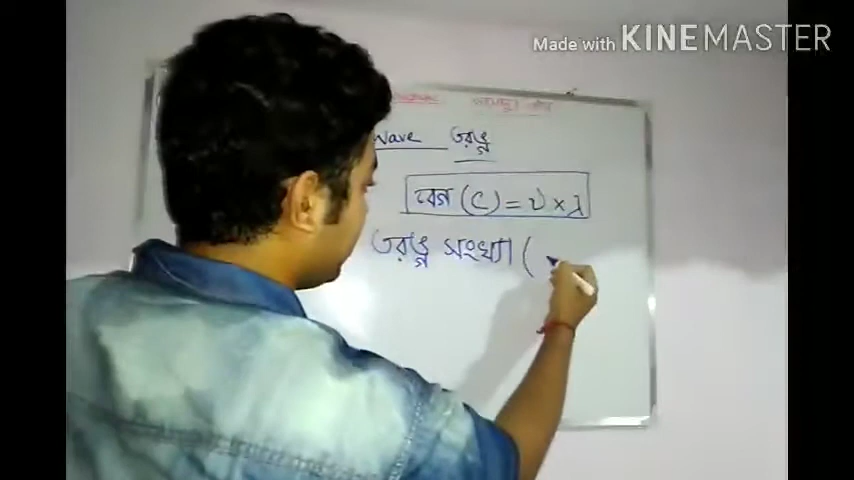 Made with KINEMASTER
Wave তরঙ্গ
বেগ (C) = ν × λ
তরঙ্গ সংখ্যা (